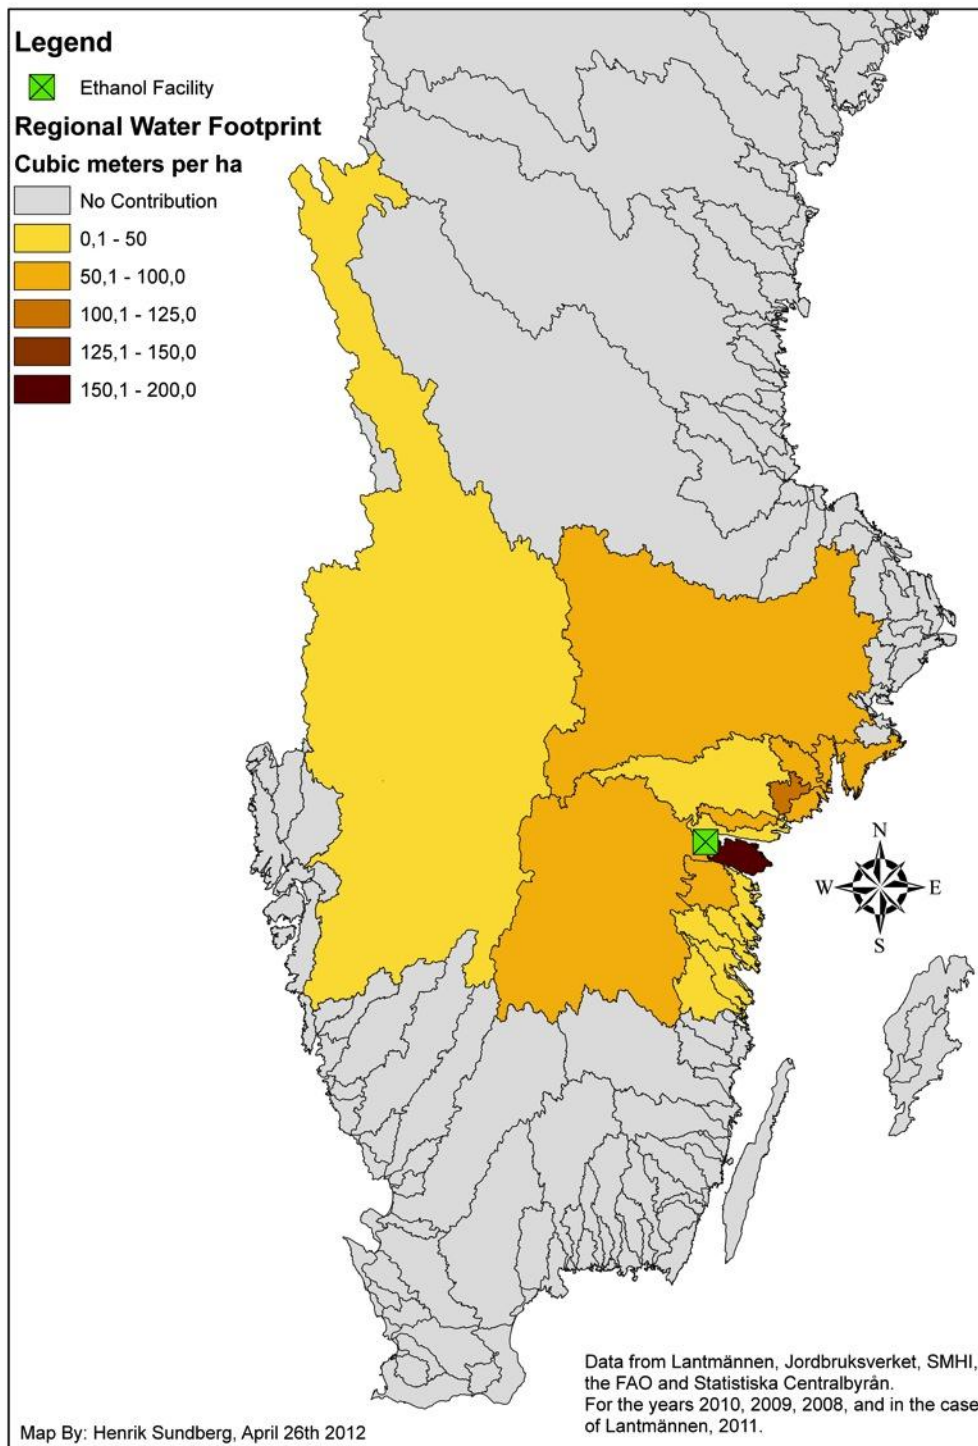 Legend
Ethanol Facility
Regional Water Footprint
Cubic meters per ha
No Contribution
0,1 - 50
50,1 - 100,0
100,1 - 125,0
125,1 - 150,0
150,1 - 200,0
N
W
E
S
Data from Lantmännen, Jordbruksverket, SMHI,
the FAO and Statistiska Centralbyrån.
For the years 2010, 2009, 2008, and in the case
of Lantmännen, 2011.
Map By: Henrik Sundberg, April 26th 2012